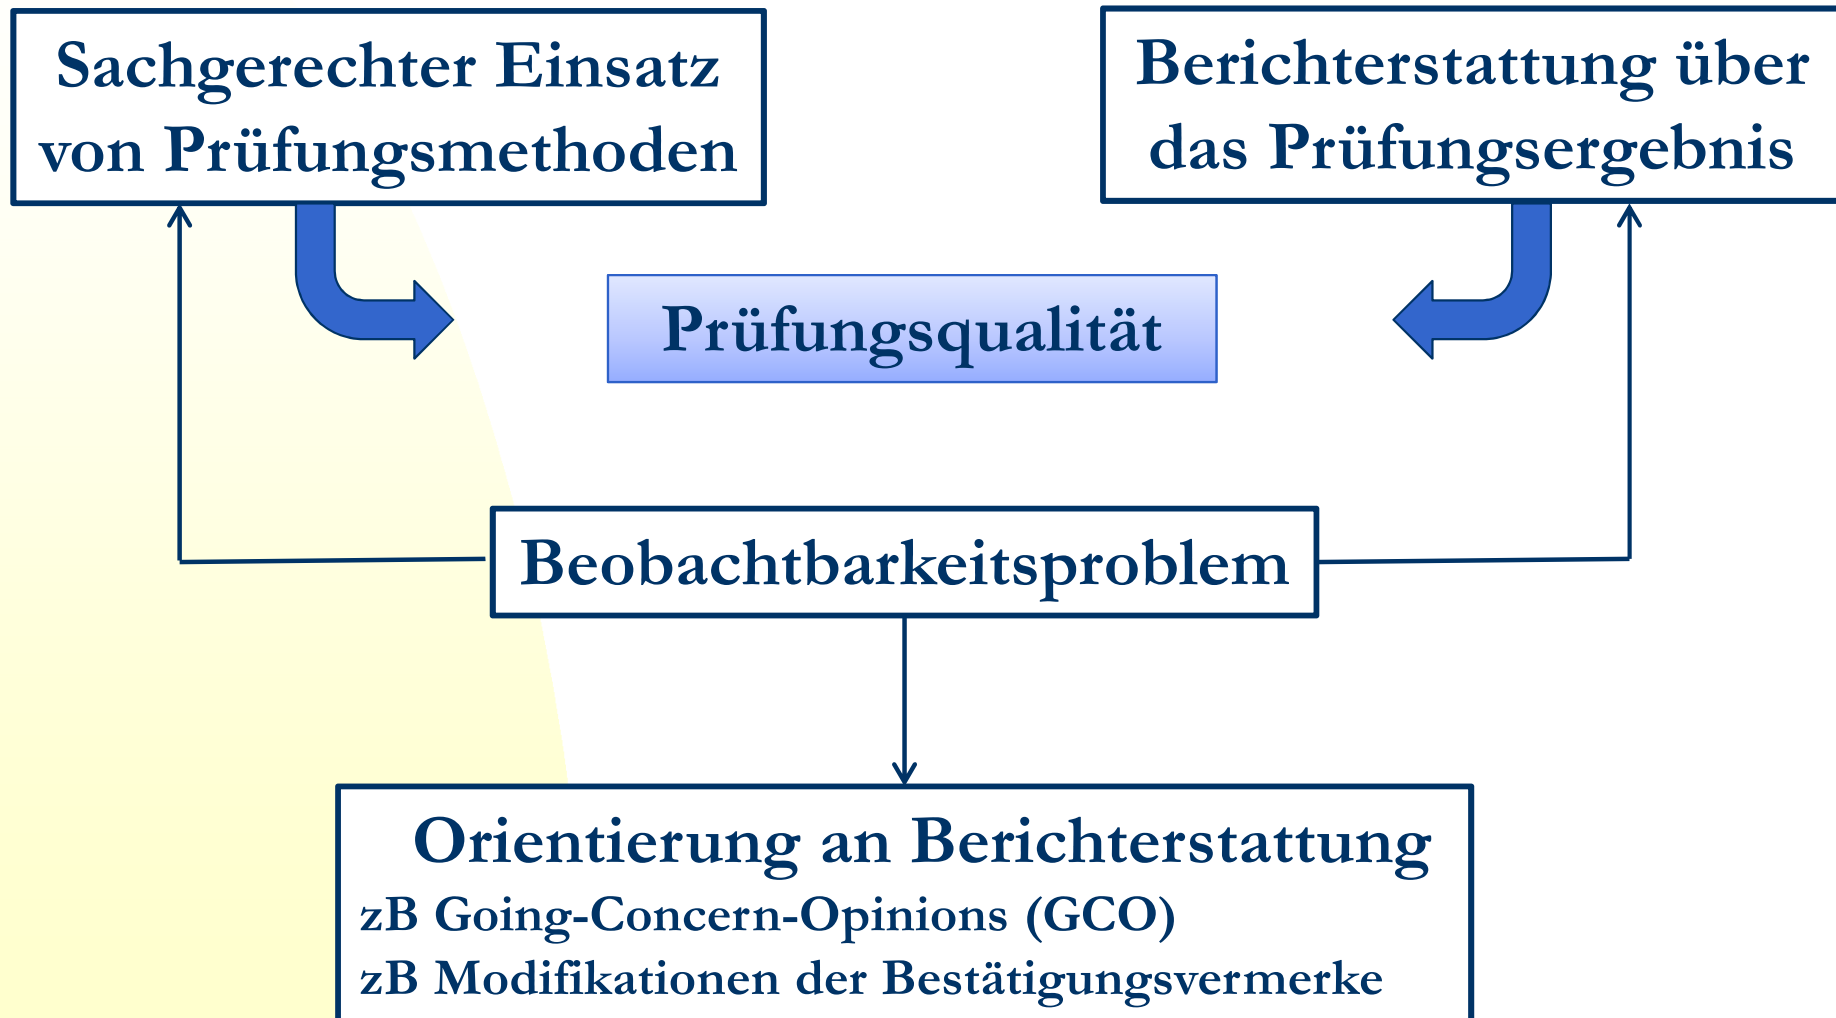 Sachgerechter Einsatz
von Prüfungsmethoden
Berichterstattung über
das Prüfungsergebnis
Prüfungsqualität
Beobachtbarkeitsproblem
Orientierung an Berichterstattung
zB Going-Concern-Opinions (GCO)
zB Modifikationen der Bestätigungsvermerke